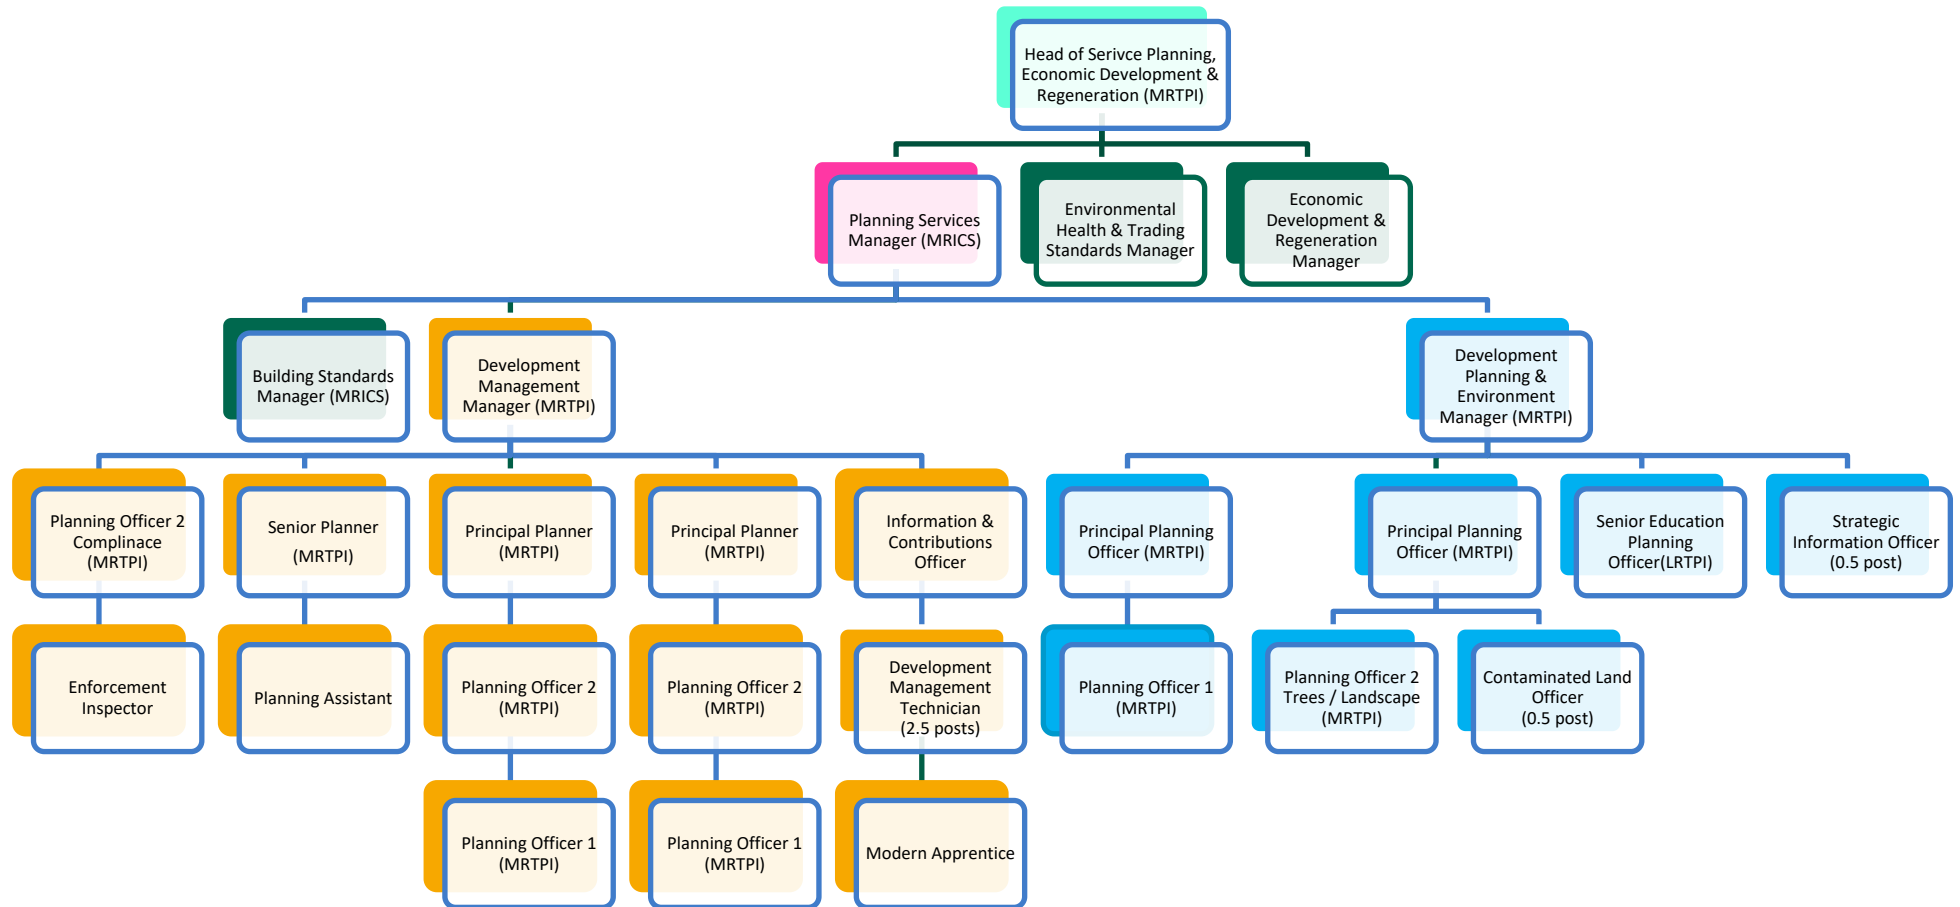 Head of Serivce Planning,
Economic Development &
Regeneration (MRTPI)
Planning Services
Manager (MRICS)
Environmental
Health & Trading
Standards Manager
Economic
Development &
Regeneration
Manager
Building Standards
Manager (MRICS)
Development
Management
Manager (MRTPI)
Development
Planning &
Environment
Manager (MRTPI)
Planning Officer 2
Complinace
(MRTPI)
Senior Planner
(MRTPI)
Principal Planner
(MRTPI)
Principal Planner
(MRTPI)
Information &
Contributions
Officer
Principal Planning
Officer (MRTPI)
Principal Planning
Officer (MRTPI)
Senior Education
Planning
Officer(LRTPI)
Strategic
Information Officer
(0.5 post)
Enforcement
Inspector
Planning Assistant
Planning Officer 2
(MRTPI)
Planning Officer 2
(MRTPI)
Development
Management
Technician
(2.5 posts)
Planning Officer 1
(MRTPI)
Planning Officer 2
Trees / Landscape
(MRTPI)
Contaminated Land
Officer
(0.5 post)
Planning Officer 1
(MRTPI)
Planning Officer 1
(MRTPI)
Modern Apprentice